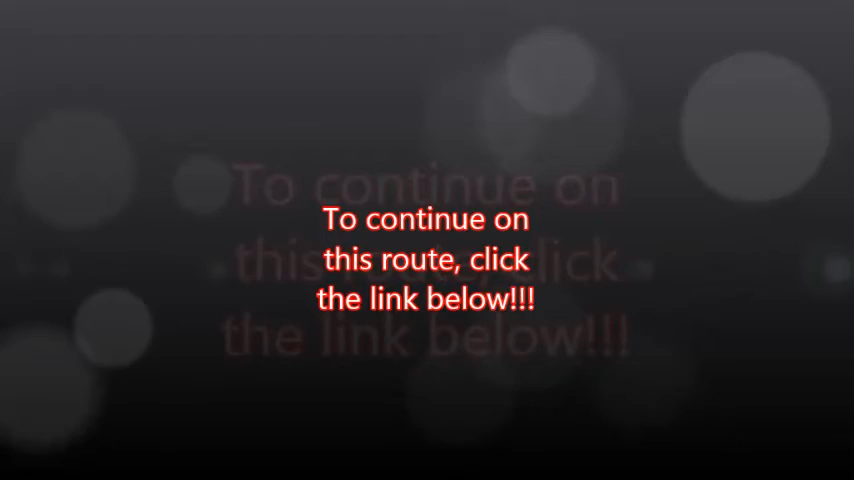 To continue on
this route, click
the link below!!!